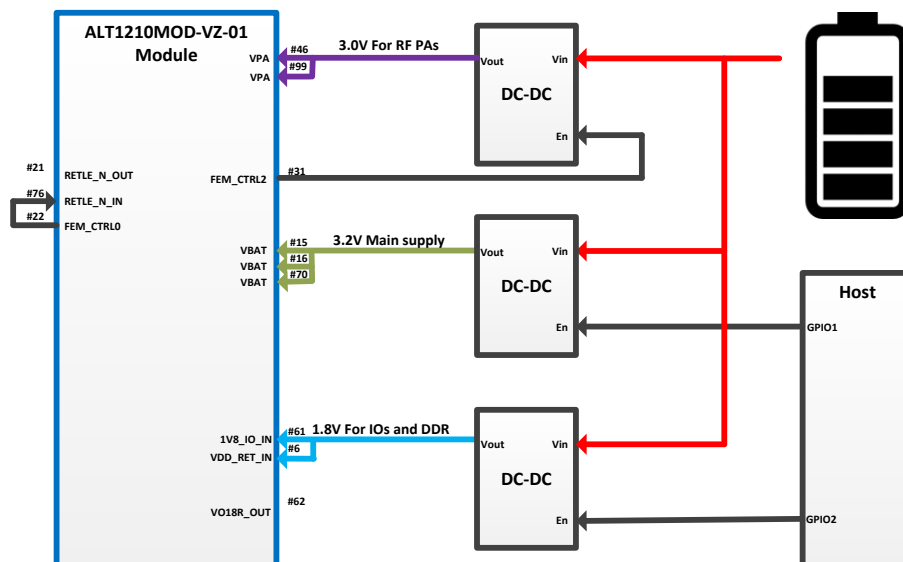 ALT1210MOD-VZ-01
Module
#46
3.0V For RF PAs
VPA
#99
VPA
Vout
Vin
DC-DC
En
#21
RETLE_N_OUT
#76
RETLE_N_IN
#22
FEM_CTRL0
FEM_CTRL2
#31
#15
3.2V Main supply
VBAT
#16
VBAT
#70
VBAT
Vout
Vin
DC-DC
En
Host
GPIO1
#61
1.8V For IOs and DDR
1V8_IO_IN
#6
VDD_RET_IN
Vout
Vin
DC-DC
En
#62
VO18R_OUT
GPIO2